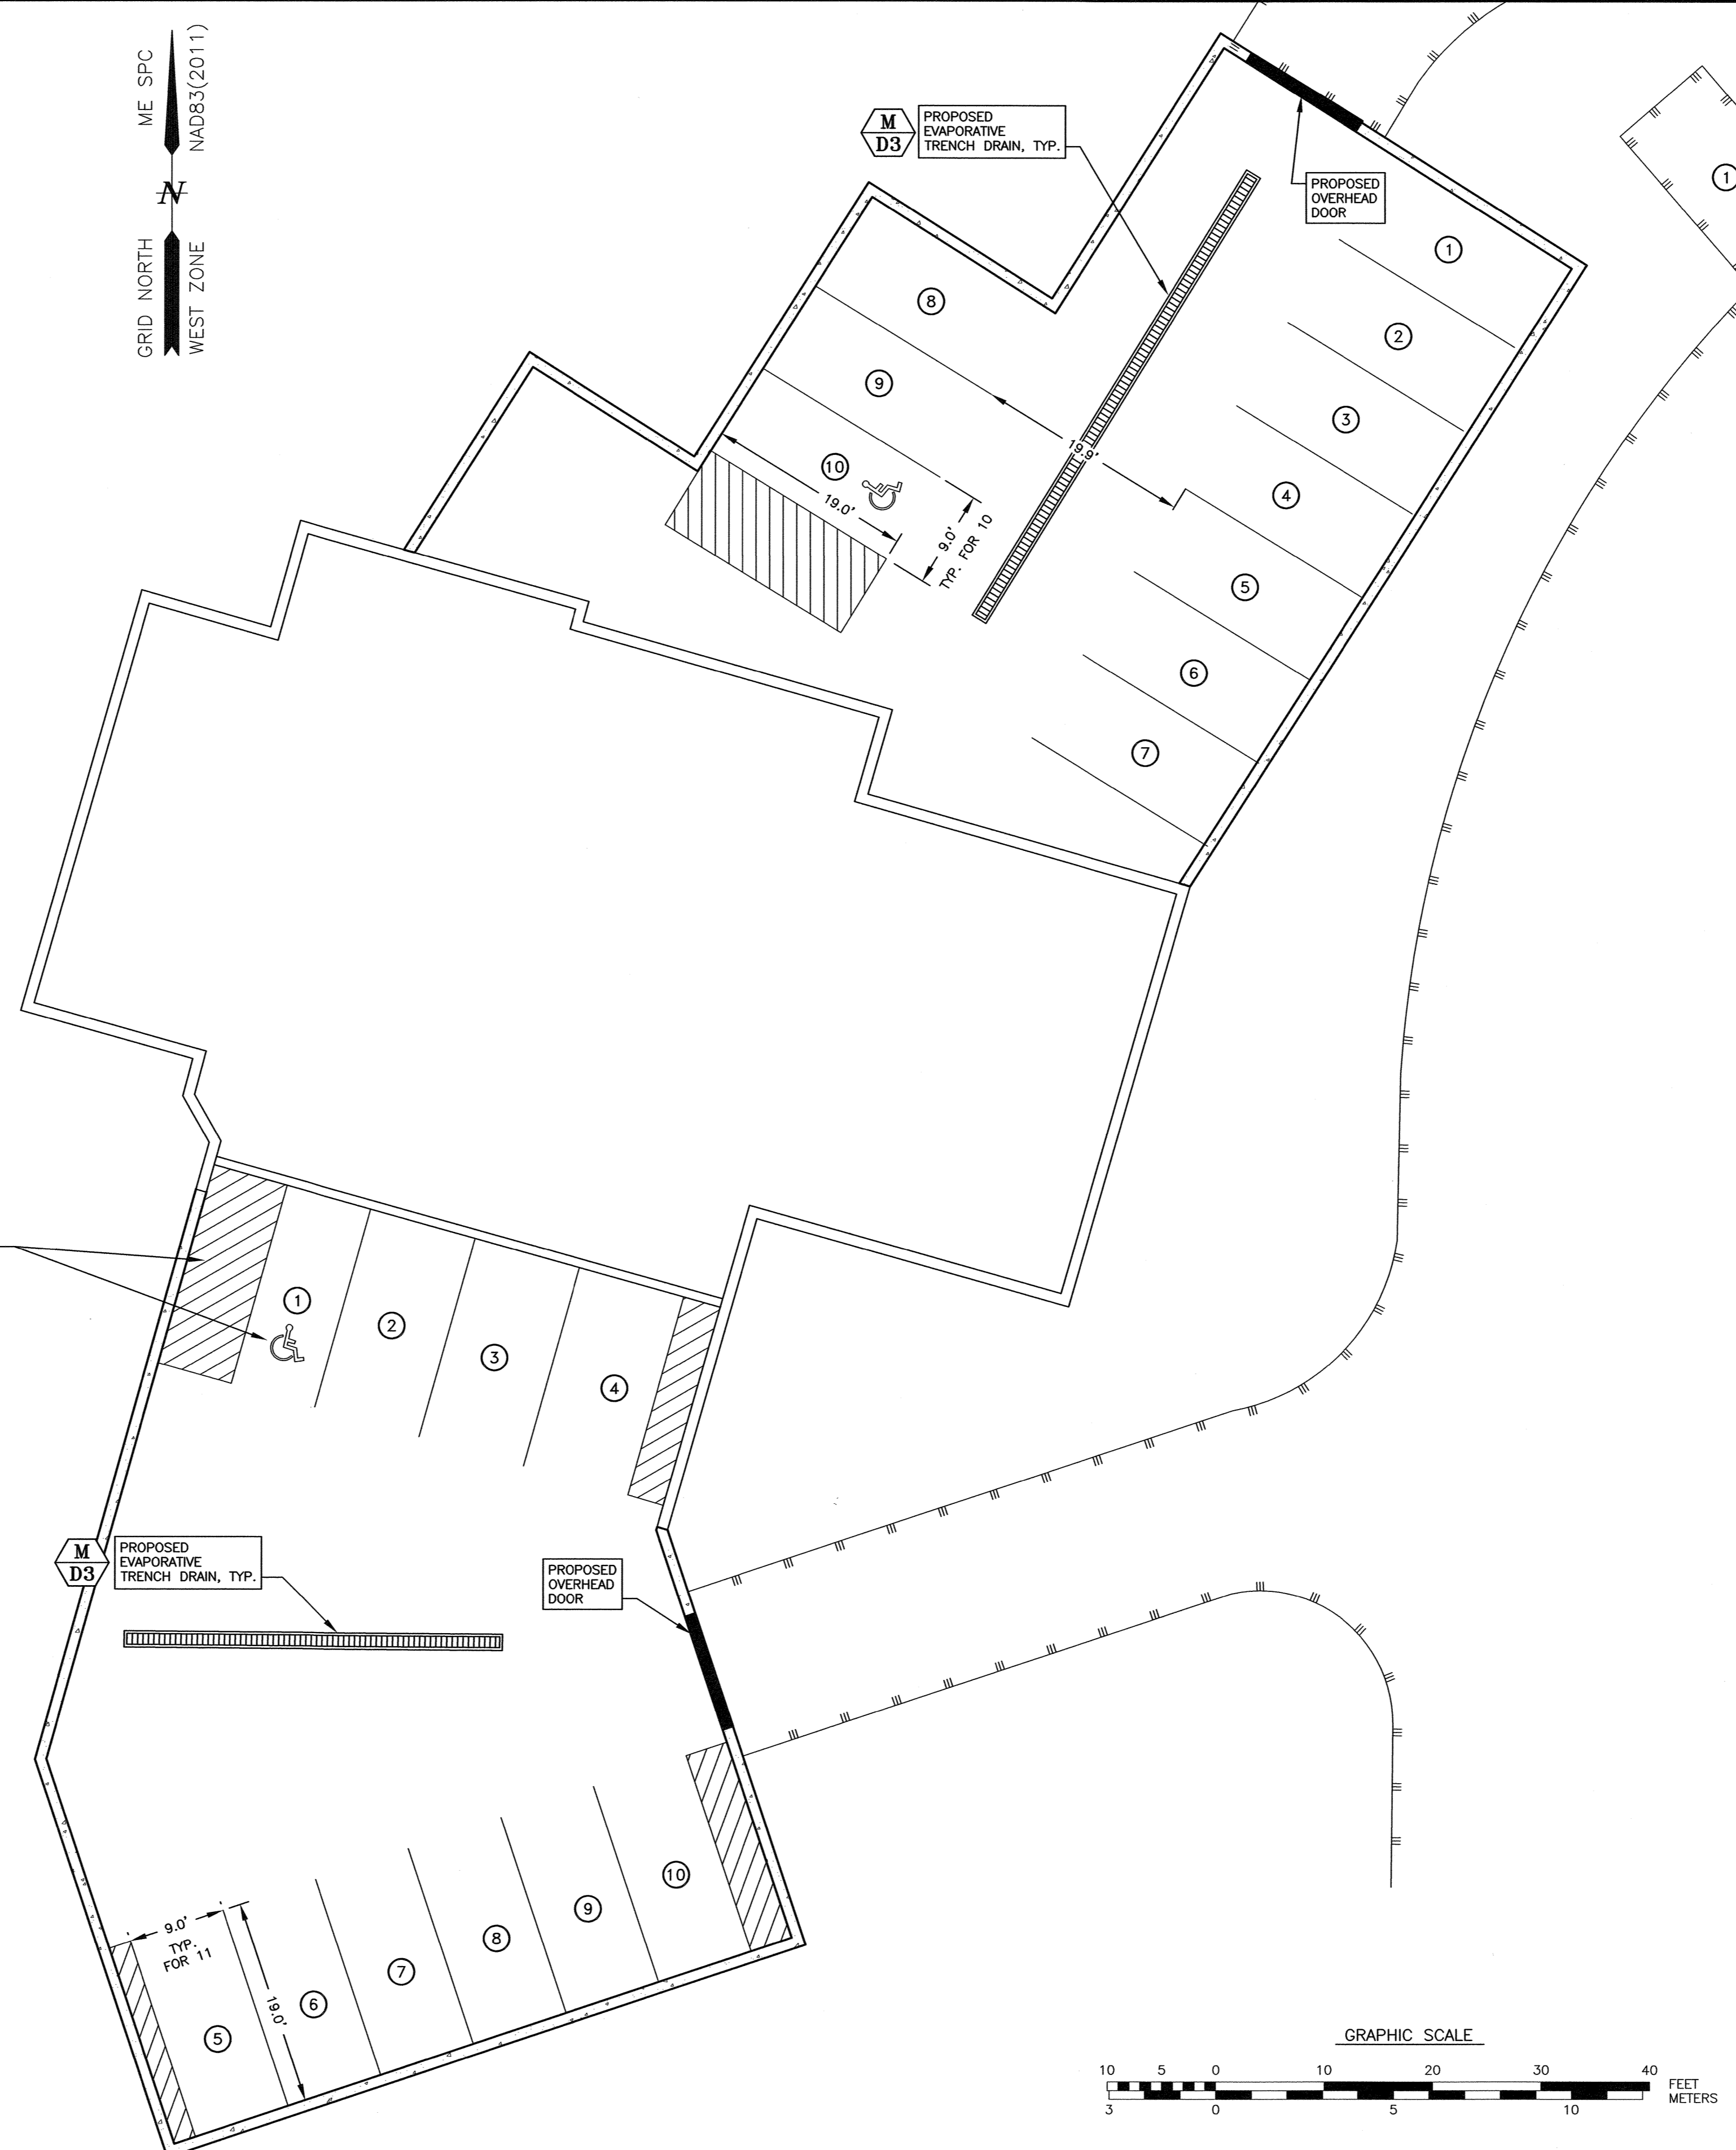 ME SPC
NAD83(2011)
N
GRID NORTH
WEST ZONE
M
D3
PROPOSED
EVAPORATIVE
TRENCH DRAIN, TYP.
PROPOSED
OVERHEAD
DOOR
1
1
2
3
4
5
6
7
8
9
10
19.9'
19.0'
9.0'
TYP. FOR 10
1
2
3
4
M
D3
PROPOSED
EVAPORATIVE
TRENCH DRAIN, TYP.
PROPOSED
OVERHEAD
DOOR
9.0'
TYP.
FOR 11
19.0'
5
6
7
8
9
10
GRAPHIC SCALE
10 5 0 10 20 30 40
FEET
METERS
3 0 5 10